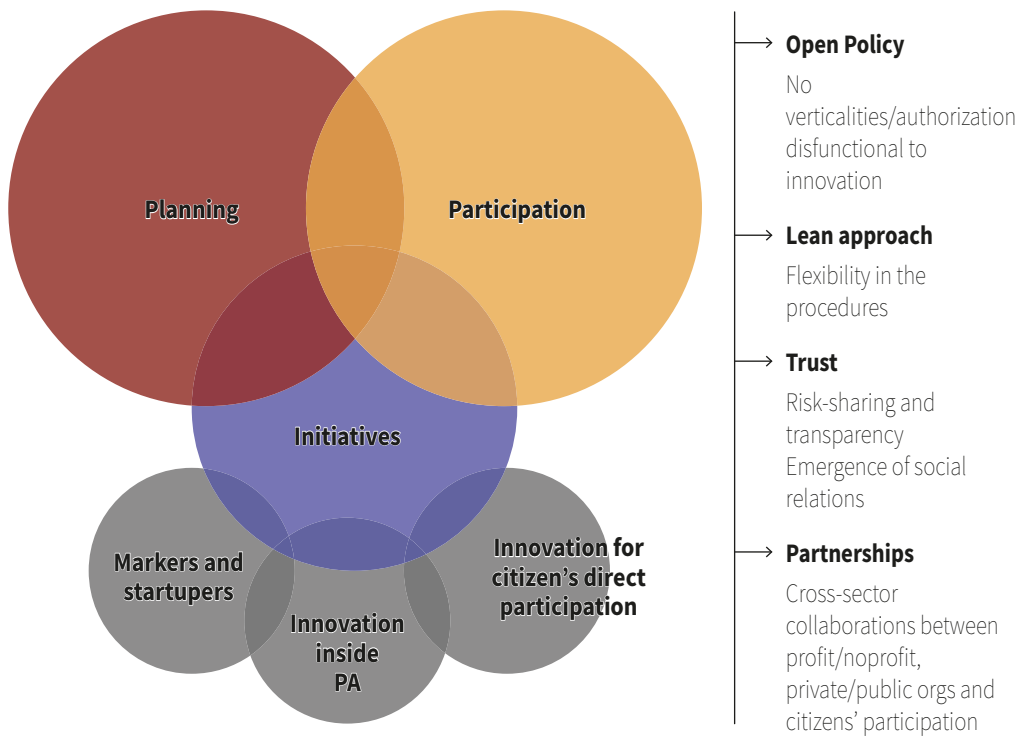 Planning
Participation
Initiatives
Markers and
startupers
Innovation
inside
PA
Innovation for
citizen's direct
participation
Open Policy
No
verticalities/authorization
disfunctional to
innovation
Lean approach
Flexibility in the
procedures
Trust
Risk-sharing and
transparency
Emergence of social
relations
Partnerships
Cross-sector
collaborations between
profit/noprofit,
private/public orgs and
citizens' participation